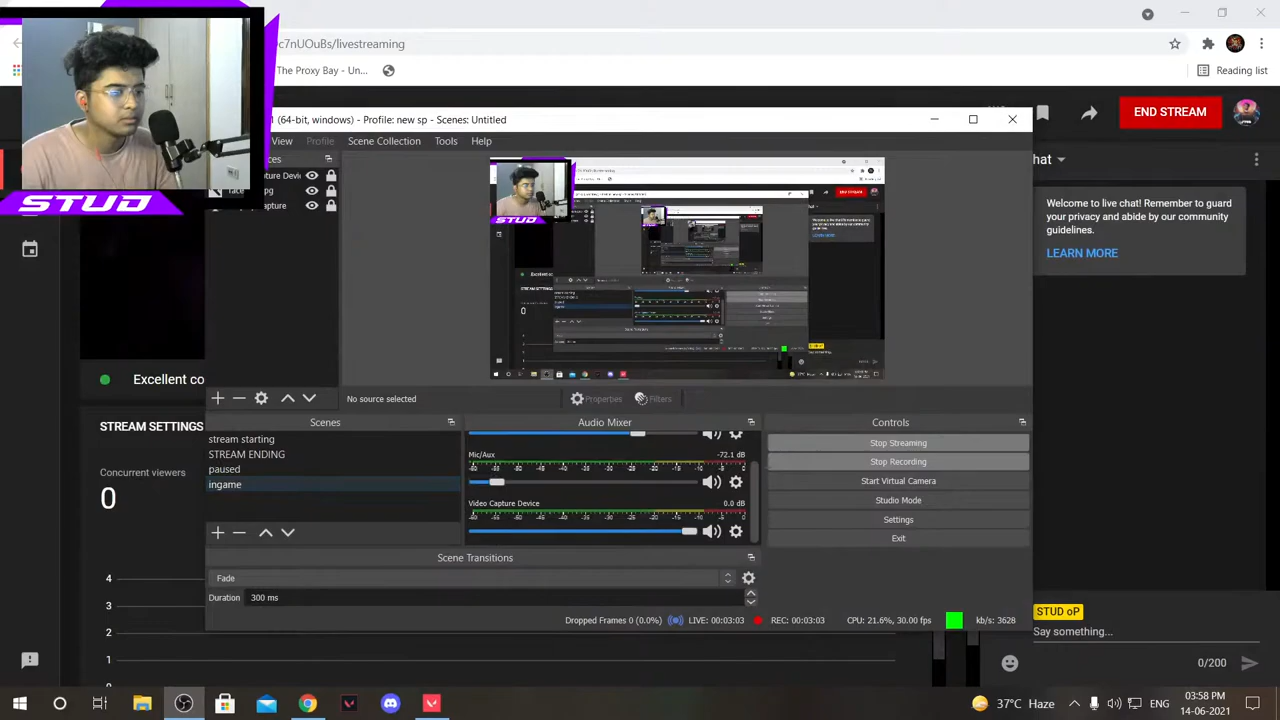 c7nUOuBs/livestreaming
The Proxy Bay - Un...
Reading list
STUD
1 (64-bit, windows) - Profile: new sp - Scenes: Untitled
View Profile Scene Collection Tools Help
END STREAM
hat
Welcome to live chat! Remember to guard
your privacy and abide by our community
guidelines.
LEARN MORE
Excellent co
STREAM SETTINGS
Concurrent viewers
0
4
3
2
1
No source selected
Properties
Filters
Scenes
stream starting
STREAM ENDING
paused
ingame
Audio Mixer
Mic/Aux
-72.1 dB
Video Capture Device
0.0 dB
Controls
Stop Streaming
Stop Recording
Start Virtual Camera
Studio Mode
Settings
Exit
Scene Transitions
Fade
Duration
300 ms
Dropped Frames 0 (0.0%)
LIVE: 00:03:03
REC: 00:03:03
CPU: 21.6%, 30.00 fps
kb/s: 3628
STUD oP
Say something...
0/200
37°C Haze
ENG
03:58 PM
14-06-2021